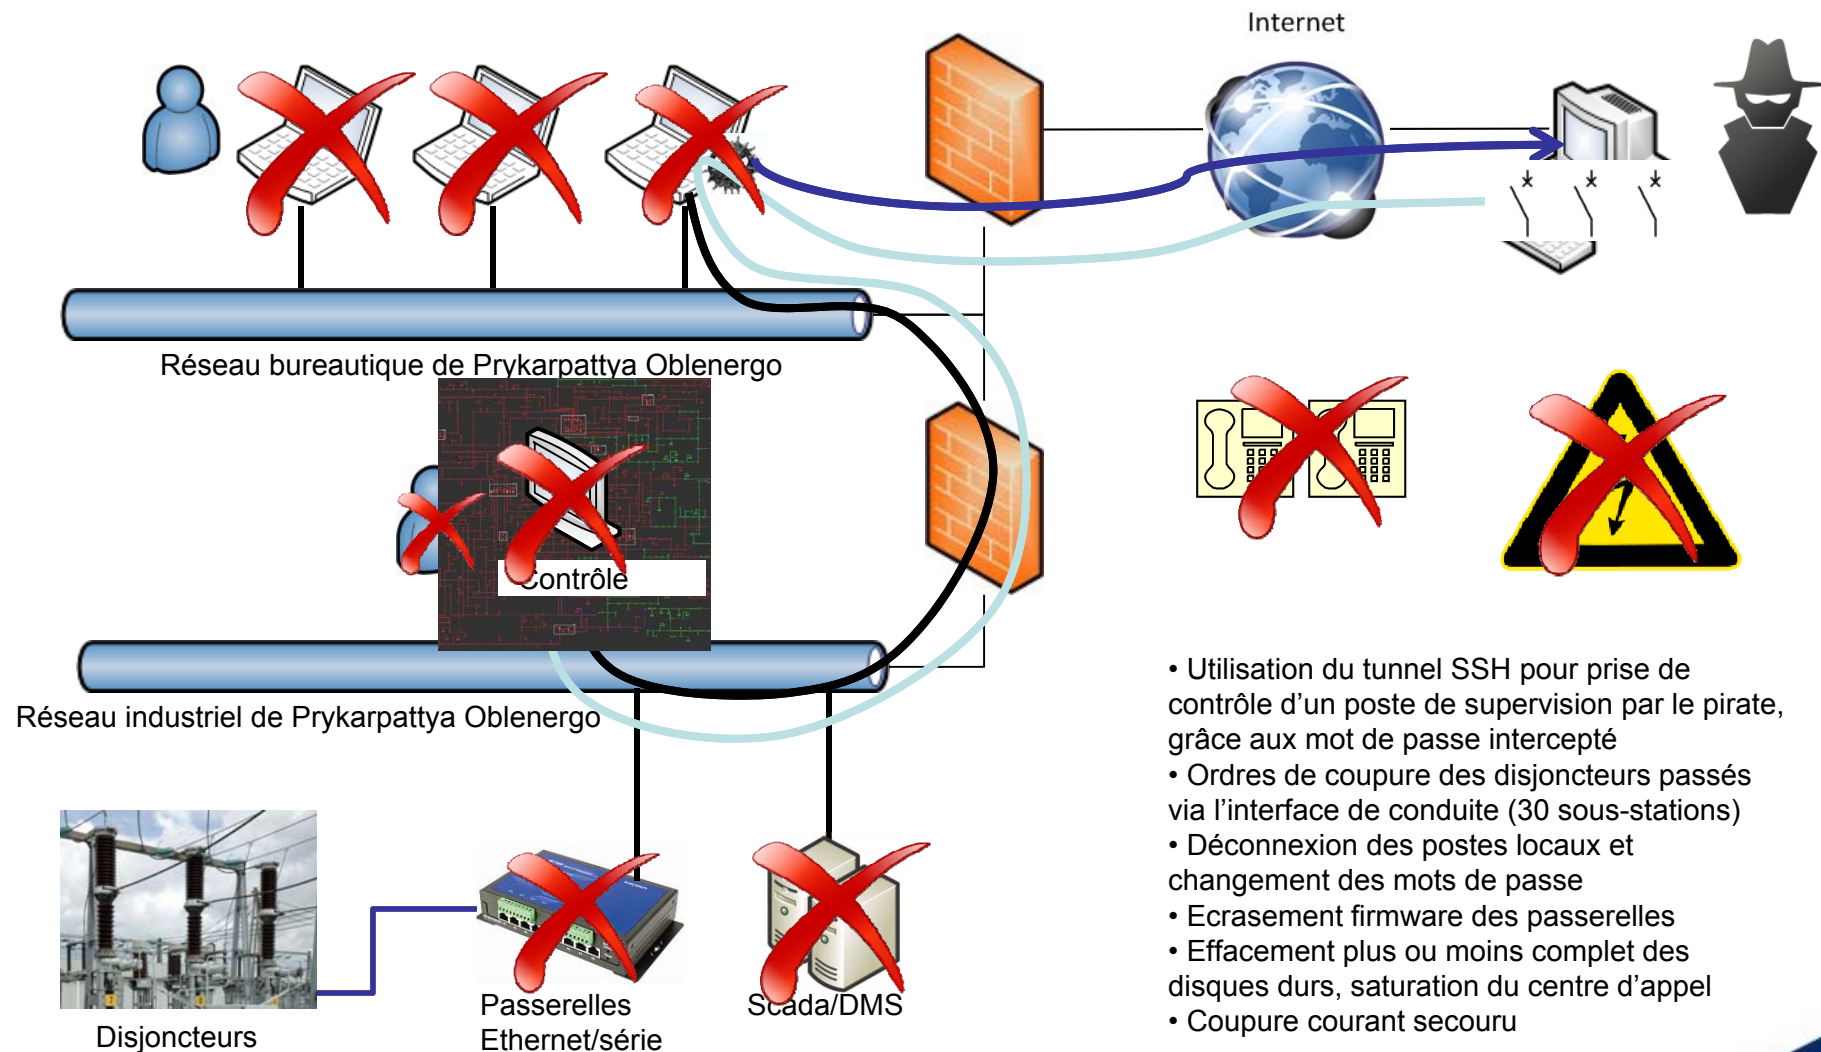 Internet
Réseau bureautique de Prykarpattya Oblenergo
Contrôle
Réseau industriel de Prykarpattya Oblenergo
Disjoncteurs
Passerelles
Ethernet/série
Scada/DMS
• Utilisation du tunnel SSH pour prise de
contrôle d’un poste de supervision par le pirate,
grâce aux mot de passe intercepté
• Ordres de coupure des disjoncteurs passés
via l’interface de conduite (30 sous-stations)
• Déconnexion des postes locaux et
changement des mots de passe
• Ecrasement firmware des passerelles
• Effacement plus ou moins complet des
disques durs, saturation du centre d’appel
• Coupure courant secouru